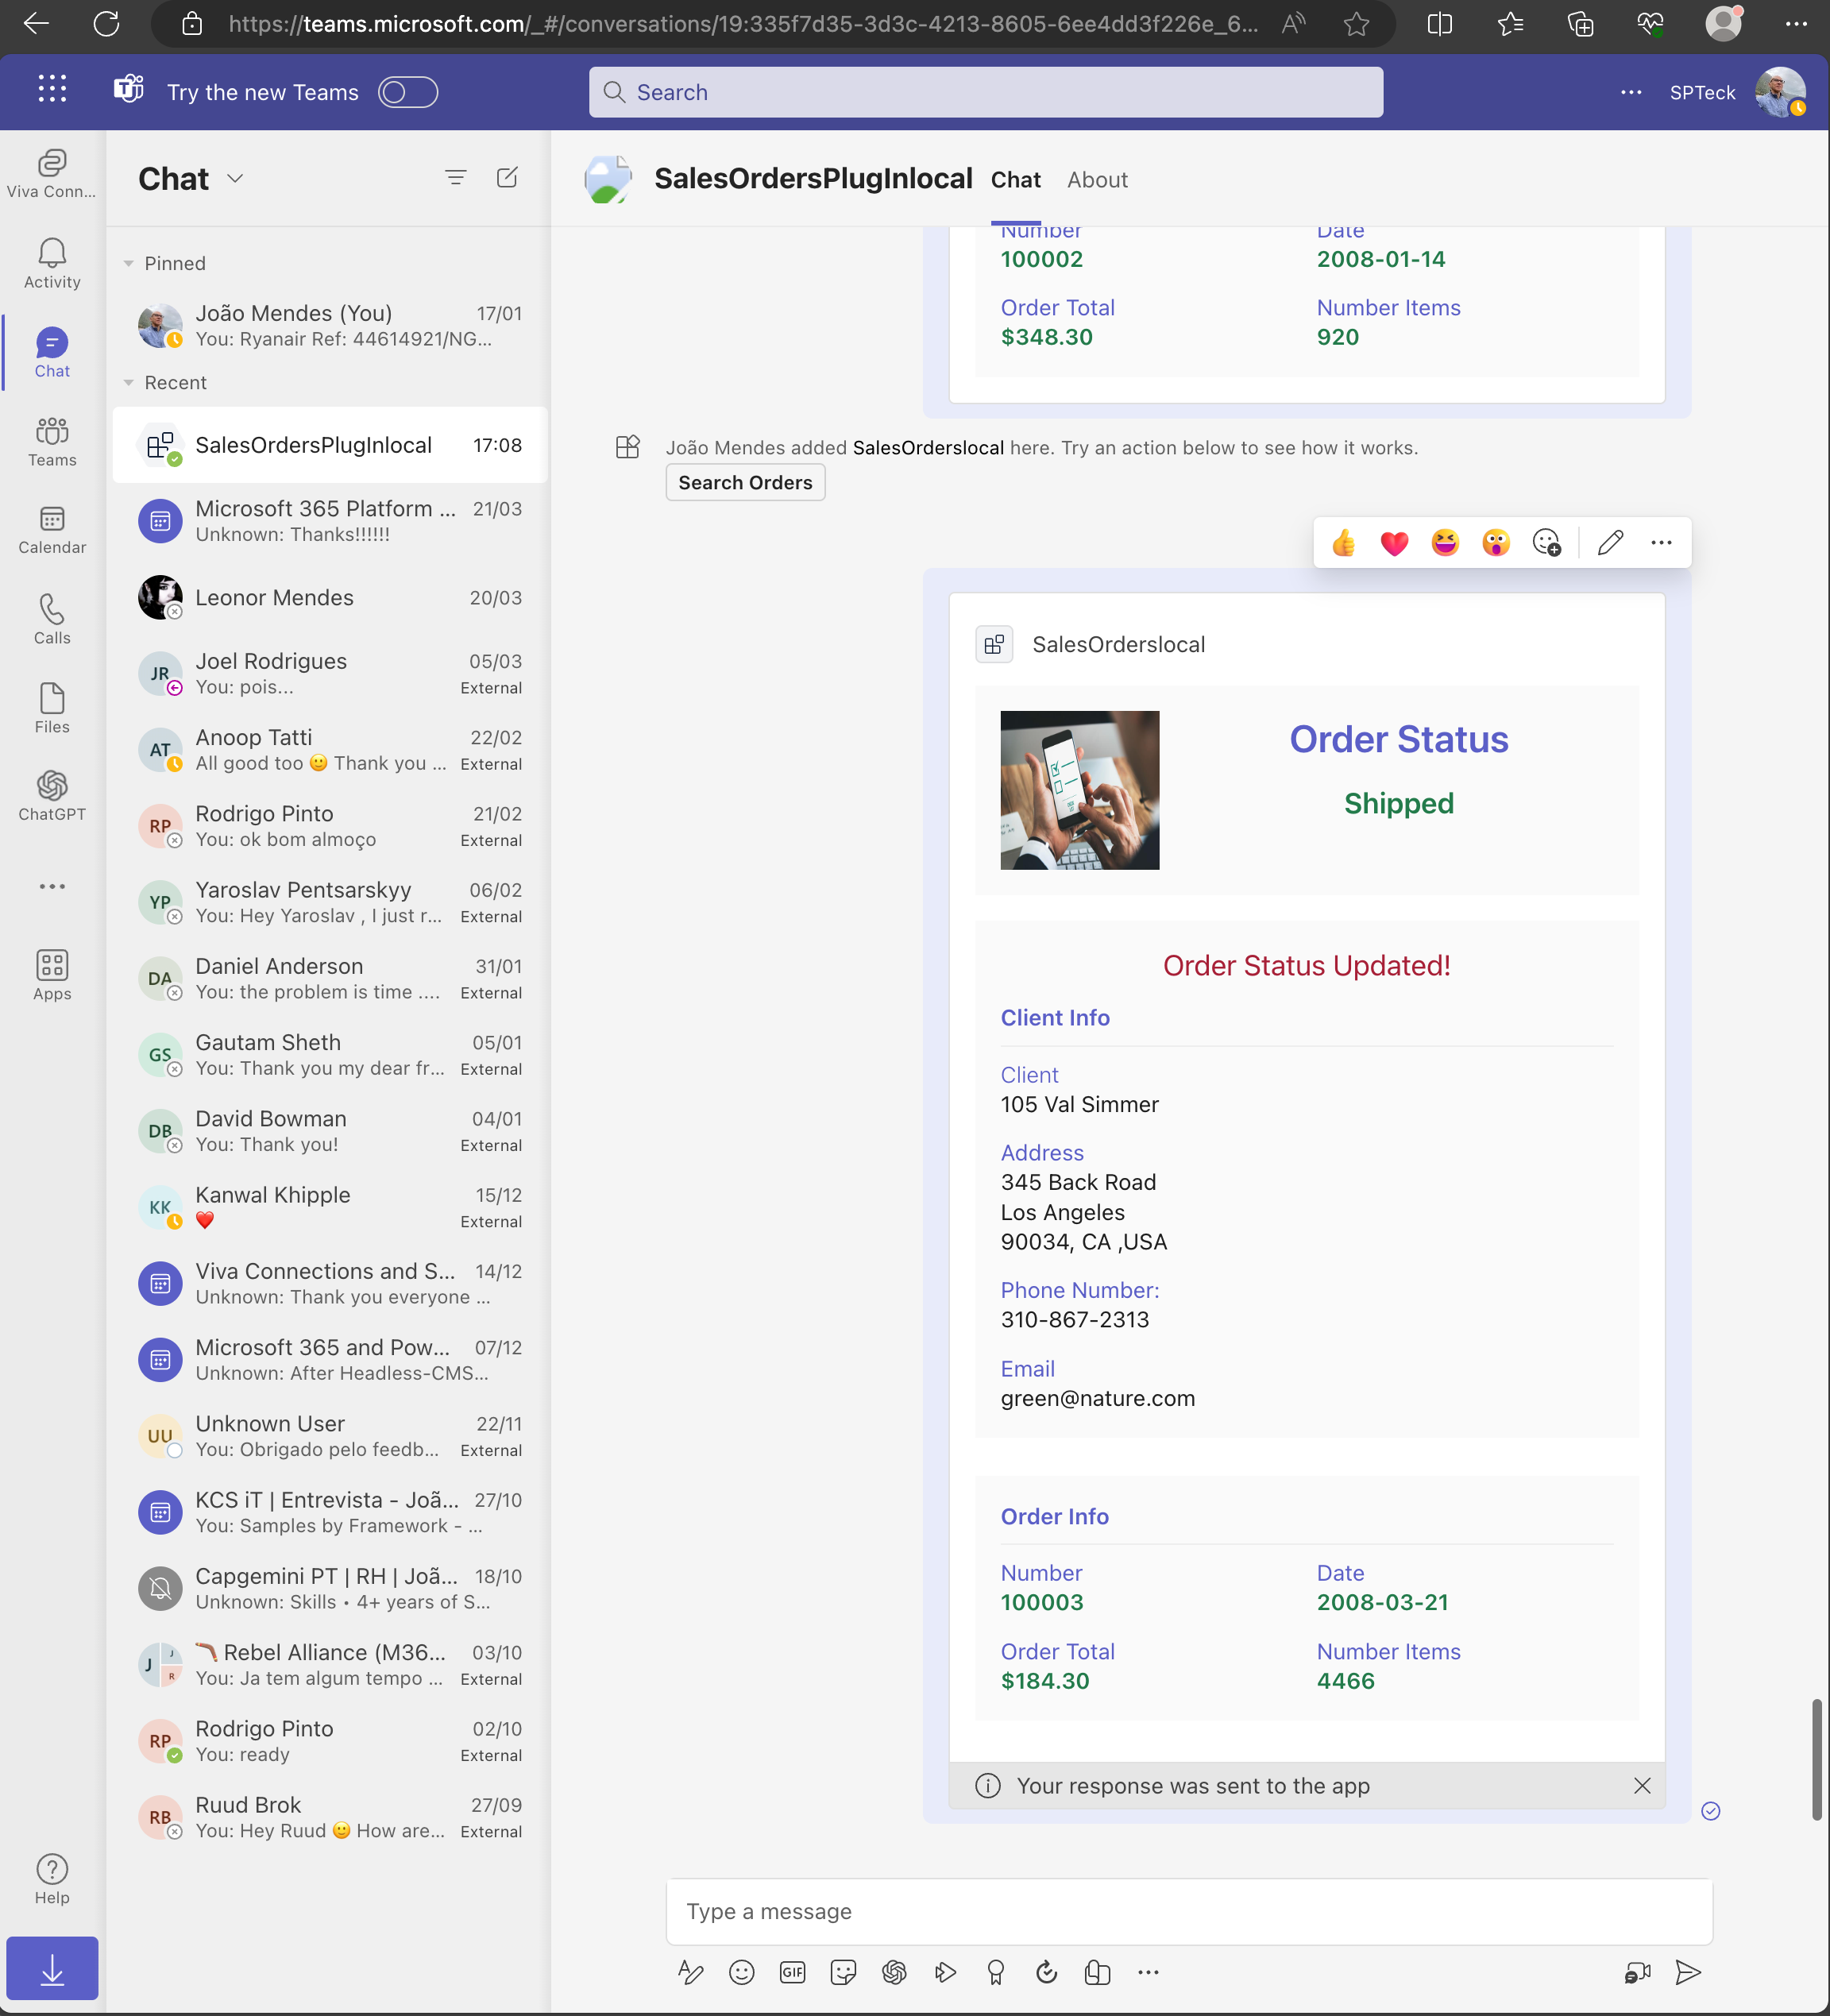 https://teams.microsoft.com/_#/conversations/19:335f7d35-3d3c-4213-8605-6ee4dd3f226e_6...
Try the new Teams
Search
SPTeck
Viva Conn...
Activity
Chat
Teams
Calendar
Calls
Files
ChatGPT
Apps
Help
Chat
Pinned
João Mendes (You) 17/01
You: Ryanair Ref: 44614921/NG...
Recent
SalesOrdersPlugInlocal 17:08
Microsoft 365 Platform ... 21/03
Unknown: Thanks!!!!!!
Leonor Mendes 20/03
JR Joel Rodrigues 05/03
You: pois... External
AT Anoop Tatti 22/02
All good too 🙂 Thank you ... External
RP Rodrigo Pinto 21/02
You: ok bom almoço External
YP Yaroslav Pentsarskyy 06/02
You: Hey Yaroslav , I just r... External
DA Daniel Anderson 31/01
You: the problem is time .... External
GS Gautam Sheth 05/01
You: Thank you my dear fr... External
DB David Bowman 04/01
You: Thank you! External
KK Kanwal Khipple 15/12
❤️ External
Viva Connections and S... 14/12
Unknown: Thank you everyone ...
Microsoft 365 and Pow... 07/12
Unknown: After Headless-CMS...
UU Unknown User 22/11
You: Obrigado pelo feedb... External
KCS iT | Entrevista - Joã... 27/10
You: Samples by Framework - ...
Capgemini PT | RH | Joã... 18/10
Unknown: Skills • 4+ years of S...
J J R 🪃 Rebel Alliance (M36... 03/10
You: Ja tem algum tempo ... External
RP Rodrigo Pinto 02/10
You: ready External
RB Ruud Brok 27/09
You: Hey Ruud 🙂 How are... External
SalesOrdersPlugInlocal Chat About
Number Date
100002 2008-01-14
Order Total Number Items
$348.30 920
João Mendes added SalesOrderslocal here. Try an action below to see how it works.
Search Orders
SalesOrderslocal
Order Status
Shipped
Order Status Updated!
Client Info
Client
105 Val Simmer
Address
345 Back Road
Los Angeles
90034, CA ,USA
Phone Number:
310-867-2313
Email
green@nature.com
Order Info
Number Date
100003 2008-03-21
Order Total Number Items
$184.30 4466
Your response was sent to the app
Type a message
GIF